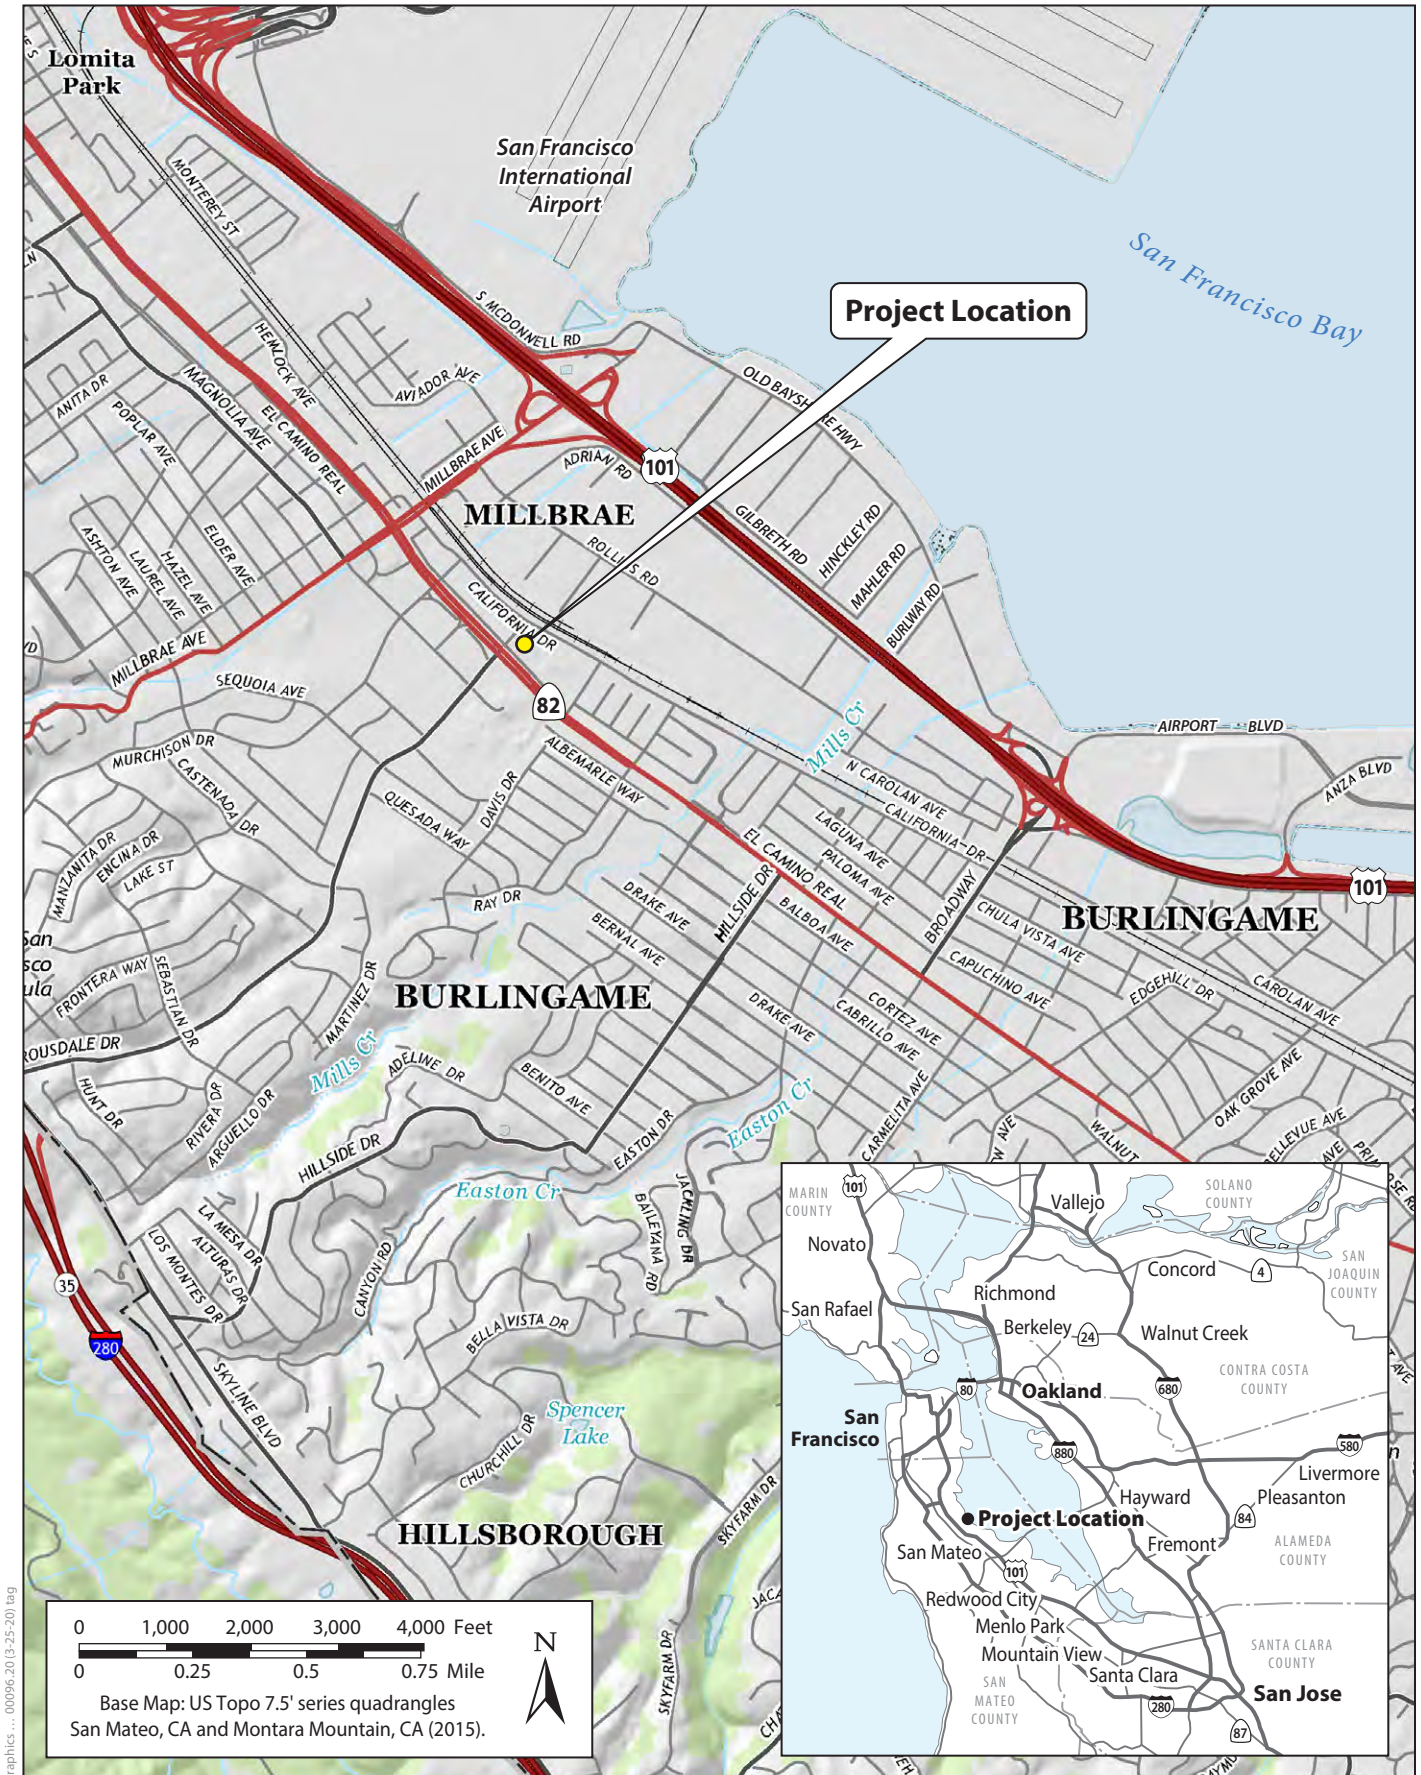 Lomita
Park
San Francisco
International
Airport
San Francisco Bay
Project Location
MONTEREY ST
S MCDONNELL RD
HEMLOCK AVE
AVIADOR AVE
OLD BAYSHORE HWY
ANITA DR
MAGNOLIA AVE
POPLAR AVE
EL CAMINO REAL
MILLBRAE AVE
ADRIAN RD
101
MILLBRAE
GILBRETH RD
HINCKLEY RD
MAHLER RD
BURLWAY RD
ROLLINS RD
ASHTON AVE
LAUREL AVE
HAZEL AVE
ELDER AVE
CALIFORNIA DR
MILLBRAE AVE
SEQUOIA AVE
82
AIRPORT BLVD
ANZA BLVD
MURCHISON DR
CASTENADA DR
ALBEMARLE WAY
Mills Cr
N CAROLAN AVE
CALIFORNIA DR
QUESADA WAY
DAVIS DR
MANZANITA DR
ENCINA DR
LAKE ST
LAGUNA AVE
PALOMA AVE
EL CAMINO REAL
HILLSIDE DR
BALBOA AVE
BROADWAY
CHULA VISTA AVE
101
BURLINGAME
RAY DR
DRAKE AVE
BERNAL AVE
CAPUCHINO AVE
EDGEHILL DR
CAROLAN AVE
FRONTERA WAY
SEBASTIAN DR
MARTINEZ DR
BURLINGAME
DRAKE AVE
CORTEZ AVE
CABRILLO AVE
OUSDALE DR
HUNT DR
RIVERA DR
ARGUELLO DR
Mills Cr
ADELINE DR
BENITO AVE
HILLSIDE DR
EASTON DR
Easton Cr
CARMELITA AVE
OAK GROVE AVE
BELLEVUE AVE
WALNUT
Easton Cr
JACKLING DR
BAILEYANA RD
LA MESA DR
ALTURAS DR
LOS MONTES DR
CANYON RD
BELLA VISTA DR
35
280
SKYLINE BLVD
Spencer
Lake
CHURCHILL DR
SKYFARM DR
HILLSBOROUGH
SKYFARM DR
101
MARIN
COUNTY
Novato
Vallejo
SOLANO
COUNTY
SAN
JOAQUIN
COUNTY
Concord
4
Richmond
San Rafael
Berkeley
24
Walnut Creek
CONTRA COSTA
COUNTY
80
Oakland
680
San
Francisco
880
580
Livermore
Hayward
Pleasanton
84
Project Location
Fremont
ALAMEDA
COUNTY
San Mateo
101
Redwood City
Menlo Park
Mountain View
Santa Clara
SANTA CLARA
COUNTY
SAN
MATEO
COUNTY
280
San Jose
87
0 1,000 2,000 3,000 4,000 Feet
0 0.25 0.5 0.75 Mile
N
Base Map: US Topo 7.5' series quadrangles
San Mateo, CA and Montara Mountain, CA (2015).
raphics ... 00096.20 (3-25-20) tag